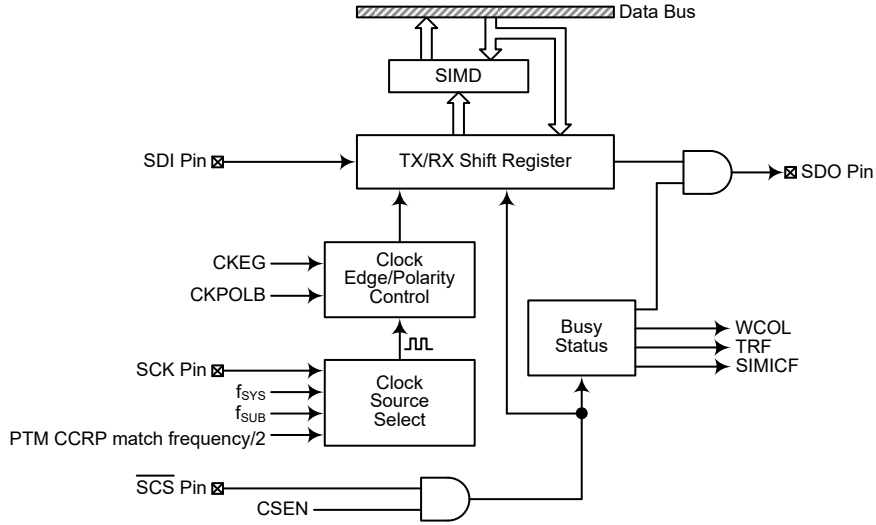 Data Bus
SIMD
SDI Pin
TX/RX Shift Register
SDO Pin
CKEG
CKPOLB
Clock
Edge/Polarity
Control
Busy
Status
WCOL
TRF
SIMICF
SCK Pin
fSYS
fSUB
PTM CCRP match frequency/2
Clock
Source
Select
SCS Pin
CSEN